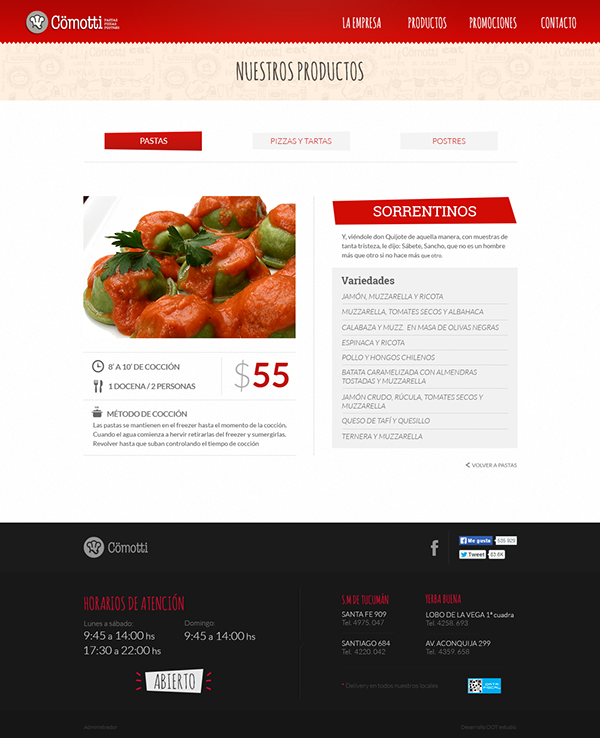 Cömotti
PASTAS
PIZZAS
POSTRES
LA EMPRESA
PRODUCTOS
PROMOCIONES
CONTACTO
NUESTROS PRODUCTOS
PASTAS
PIZZAS Y TARTAS
POSTRES
SORRENTINOS
Y, viéndole don Quijote de aquella manera, con muestras de
tanta tristeza, le dijo: Sábete, Sancho, que no es un hombre
más que otro si no hace más que otro.
Variedades
JAMÓN, MUZZARELLA Y RICOTA
MUZZARELLA, TOMATES SECOS Y ALBAHACA
CALABAZA Y MUZZ. EN MASA DE OLIVAS NEGRAS
ESPINACA Y RICOTA
POLLO Y HONGOS CHILENOS
BATATA CARAMELIZADA CON ALMENDRAS
TOSTADAS Y MUZZARELLA
JAMÓN CRUDO, RÚCULA, TOMATES SECOS Y
MUZZARELLA
QUESO DE TAFÍ Y QUESILLO
TERNERA Y MUZZARELLA
8' A 10' DE COCCIÓN
1 DOCENA / 2 PERSONAS
$55
MÉTODO DE COCCIÓN
Las pastas se mantienen en el freezer hasta el momento de la cocción.
Cuando el agua comienza a hervir retirarlas del freezer y sumergirlas.
Revolver hasta que suban controlando el tiempo de cocción
< VOLVER A PASTAS
Cömotti
f
Me gusta
Tweet
83.6K
HORARIOS DE ATENCIÓN
Lunes a sábado:
9:45 a 14:00 hs
17:30 a 22:00 hs
Domingo:
9:45 a 14:00 hs
ABIERTO
S.M DE TUCUMÁN
SANTA FE 909
Tel. 4975. 047
SANTIAGO 684
Tel. 4220. 042
YERBA BUENA
LOBO DE LA VEGA 1ª cuadra
Tel. 4258. 693
AV. ACONQUIJA 299
Tel. 4359. 658
* Delivery en todos nuestros locales
DATA
FISCAL
Administrador
Desarrollo DOT estudio